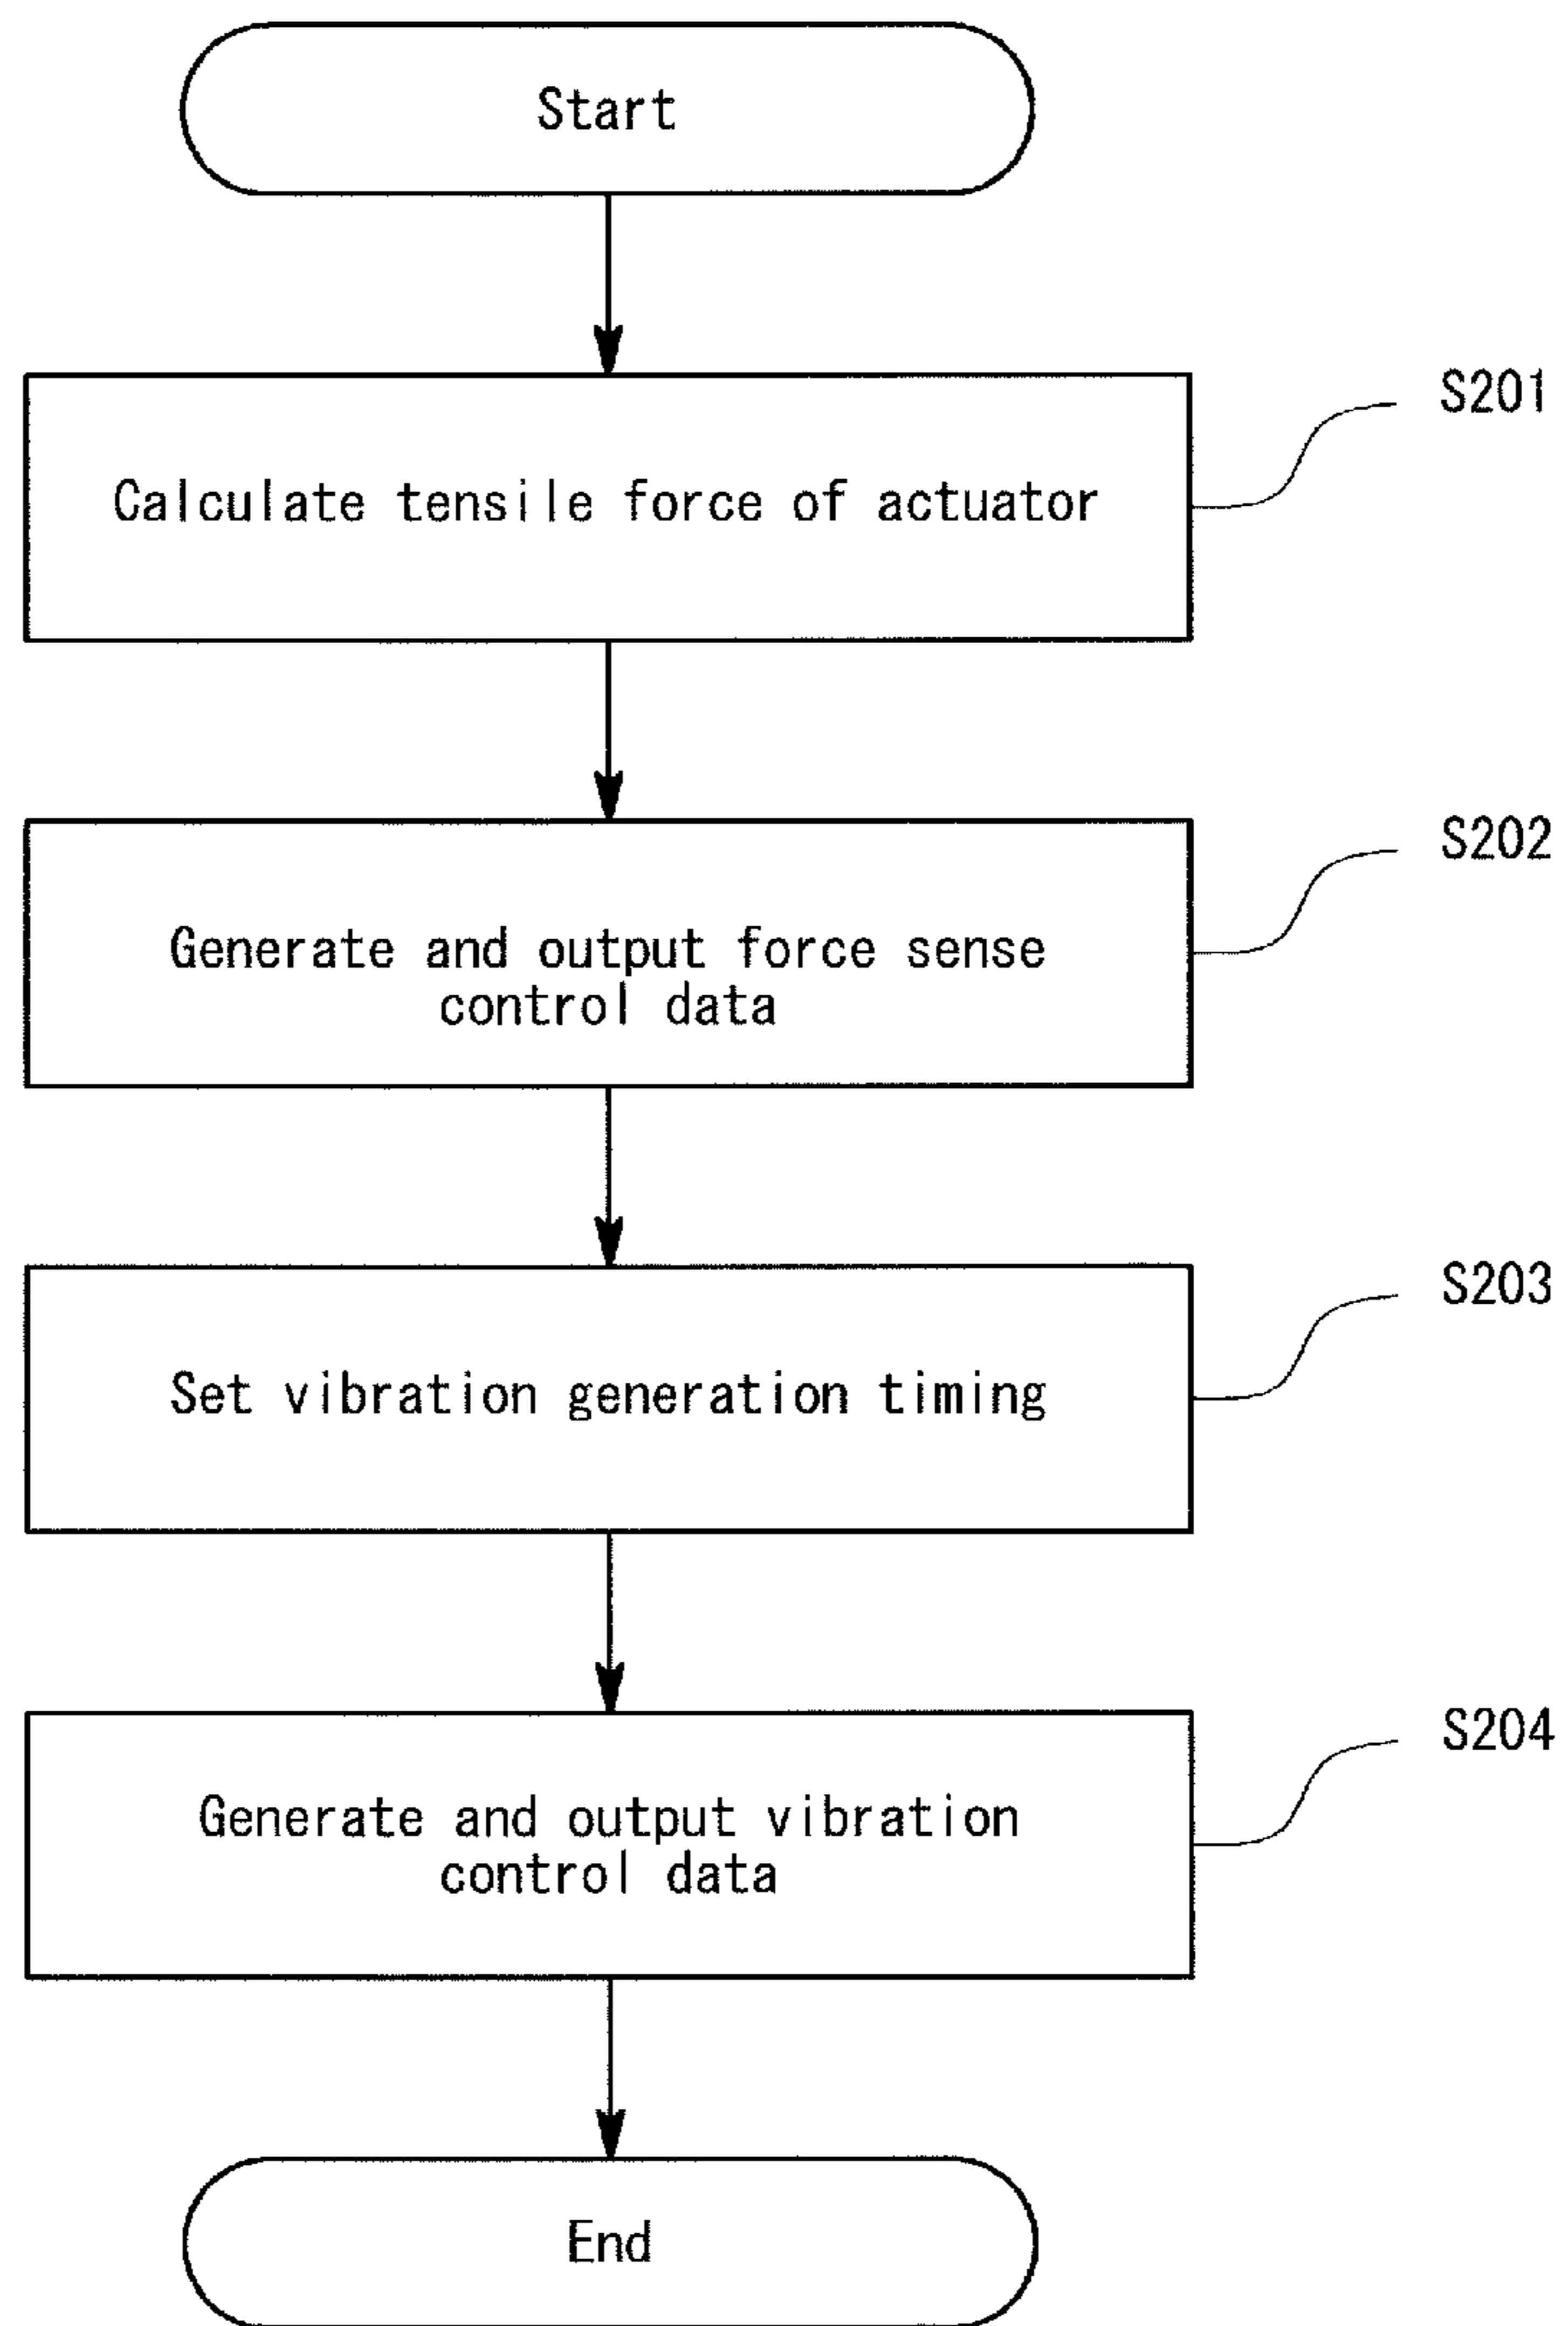 Start
S201
Calculate tensile force of actuator
S202
Generate and output force sense
control data
S203
Set vibration generation timing
S204
Generate and output vibration
control data
End